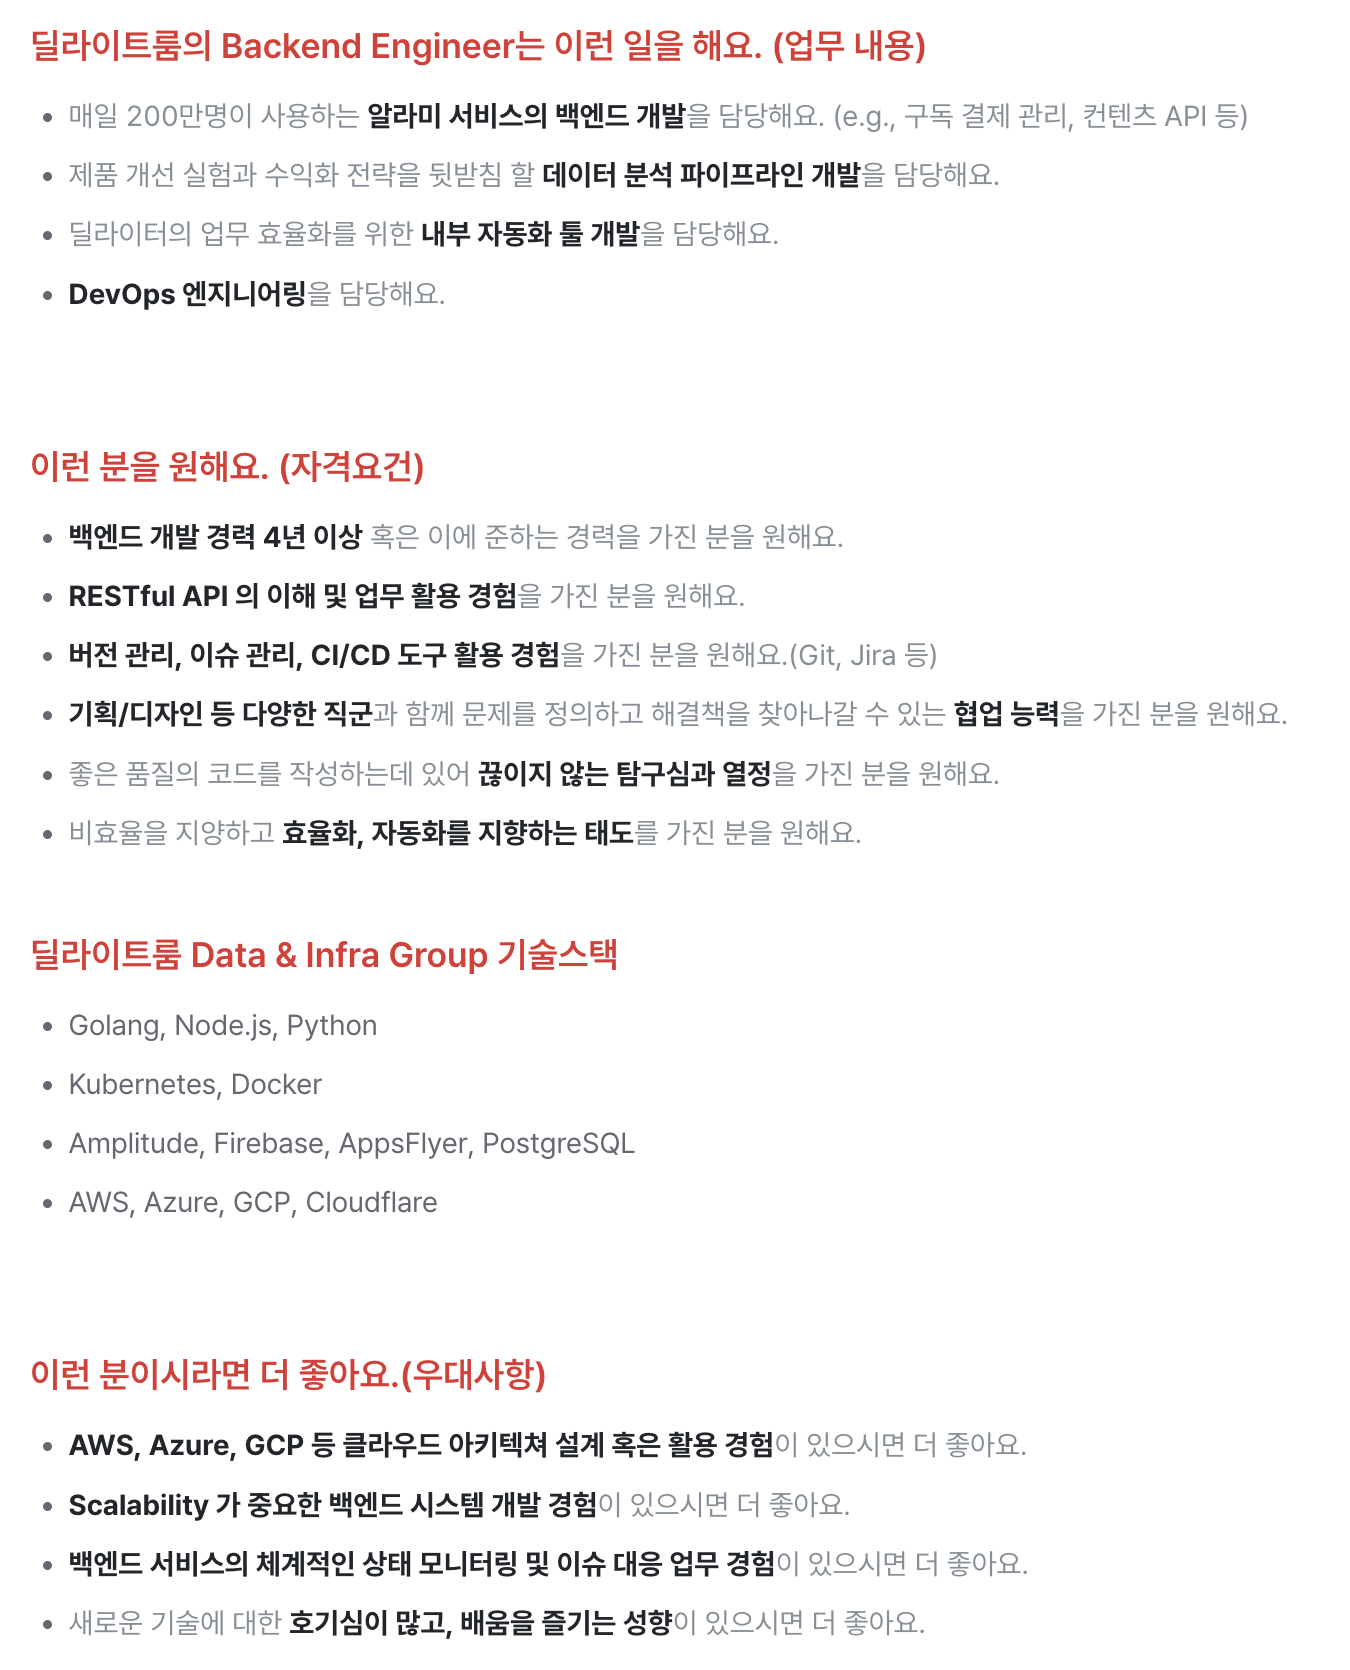 딜라이트룸의 Backend Engineer는 이런 일을 해요. (업무 내용)
• 매일 200만명이 사용하는 알라미 서비스의 백엔드 개발을 담당해요. (e.g., 구독 결제 관리, 컨텐츠 API 등)
• 제품 개선 실험과 수익화 전략을 뒷받침 할 데이터 분석 파이프라인 개발을 담당해요.
• 딜라이터의 업무 효율화를 위한 내부 자동화 툴 개발을 담당해요.
• DevOps 엔지니어링을 담당해요.
이런 분을 원해요. (자격요건)
• 백엔드 개발 경력 4년 이상 혹은 이에 준하는 경력을 가진 분을 원해요.
• RESTful API 의 이해 및 업무 활용 경험을 가진 분을 원해요.
• 버전 관리, 이슈 관리, CI/CD 도구 활용 경험을 가진 분을 원해요.(Git, Jira 등)
• 기획/디자인 등 다양한 직군과 함께 문제를 정의하고 해결책을 찾아나갈 수 있는 협업 능력을 가진 분을 원해요.
• 좋은 품질의 코드를 작성하는데 있어 끊이지 않는 탐구심과 열정을 가진 분을 원해요.
• 비효율을 지양하고 효율화, 자동화를 지향하는 태도를 가진 분을 원해요.
딜라이트룸 Data & Infra Group 기술스택
• Golang, Node.js, Python
• Kubernetes, Docker
• Amplitude, Firebase, AppsFlyer, PostgreSQL
• AWS, Azure, GCP, Cloudflare
이런 분이시라면 더 좋아요.(우대사항)
• AWS, Azure, GCP 등 클라우드 아키텍쳐 설계 혹은 활용 경험이 있으시면 더 좋아요.
• Scalability 가 중요한 백엔드 시스템 개발 경험이 있으시면 더 좋아요.
• 백엔드 서비스의 체계적인 상태 모니터링 및 이슈 대응 업무 경험이 있으시면 더 좋아요.
• 새로운 기술에 대한 호기심이 많고, 배움을 즐기는 성향이 있으시면 더 좋아요.